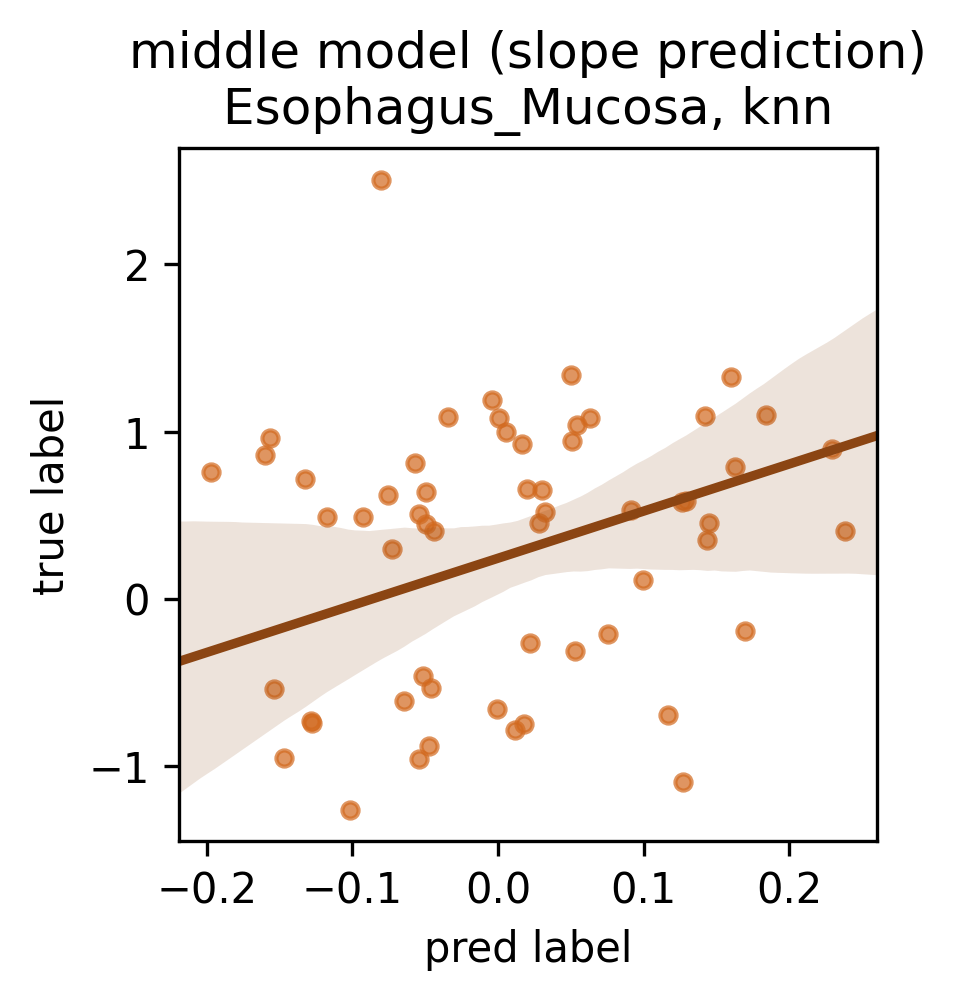 middle model (slope prediction)
Esophagus_Mucosa, knn
2
1
0
−1
true label
−0.2
−0.1
0.0
0.1
0.2
pred label